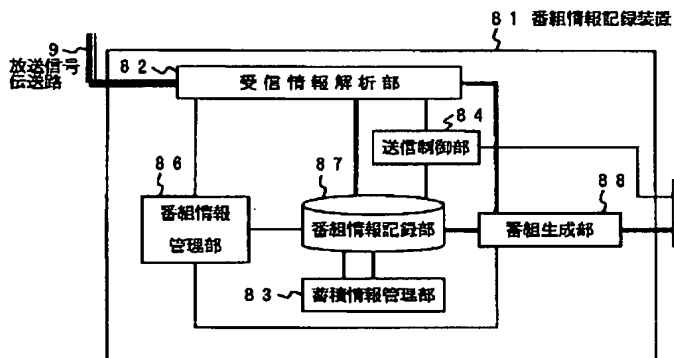 ８１ 番組情報記録装置
９
放送信号
伝送路
８２
受信情報解析部
８４
送信制御部
８６
８７
８８
番組情報
管理部
番組情報記録部
番組生成部
８３
蓄積情報管理部